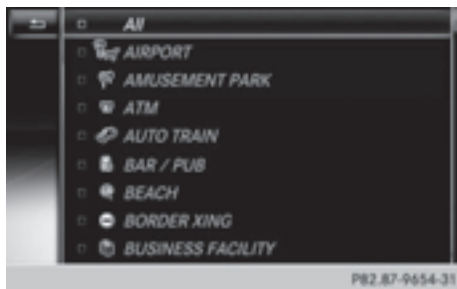 All
AIRPORT
AMUSEMENT PARK
ATM
AUTO TRAIN
BAR / PUB
BEACH
BORDER XING
BUSINESS FACILITY
P82.87-9654-31